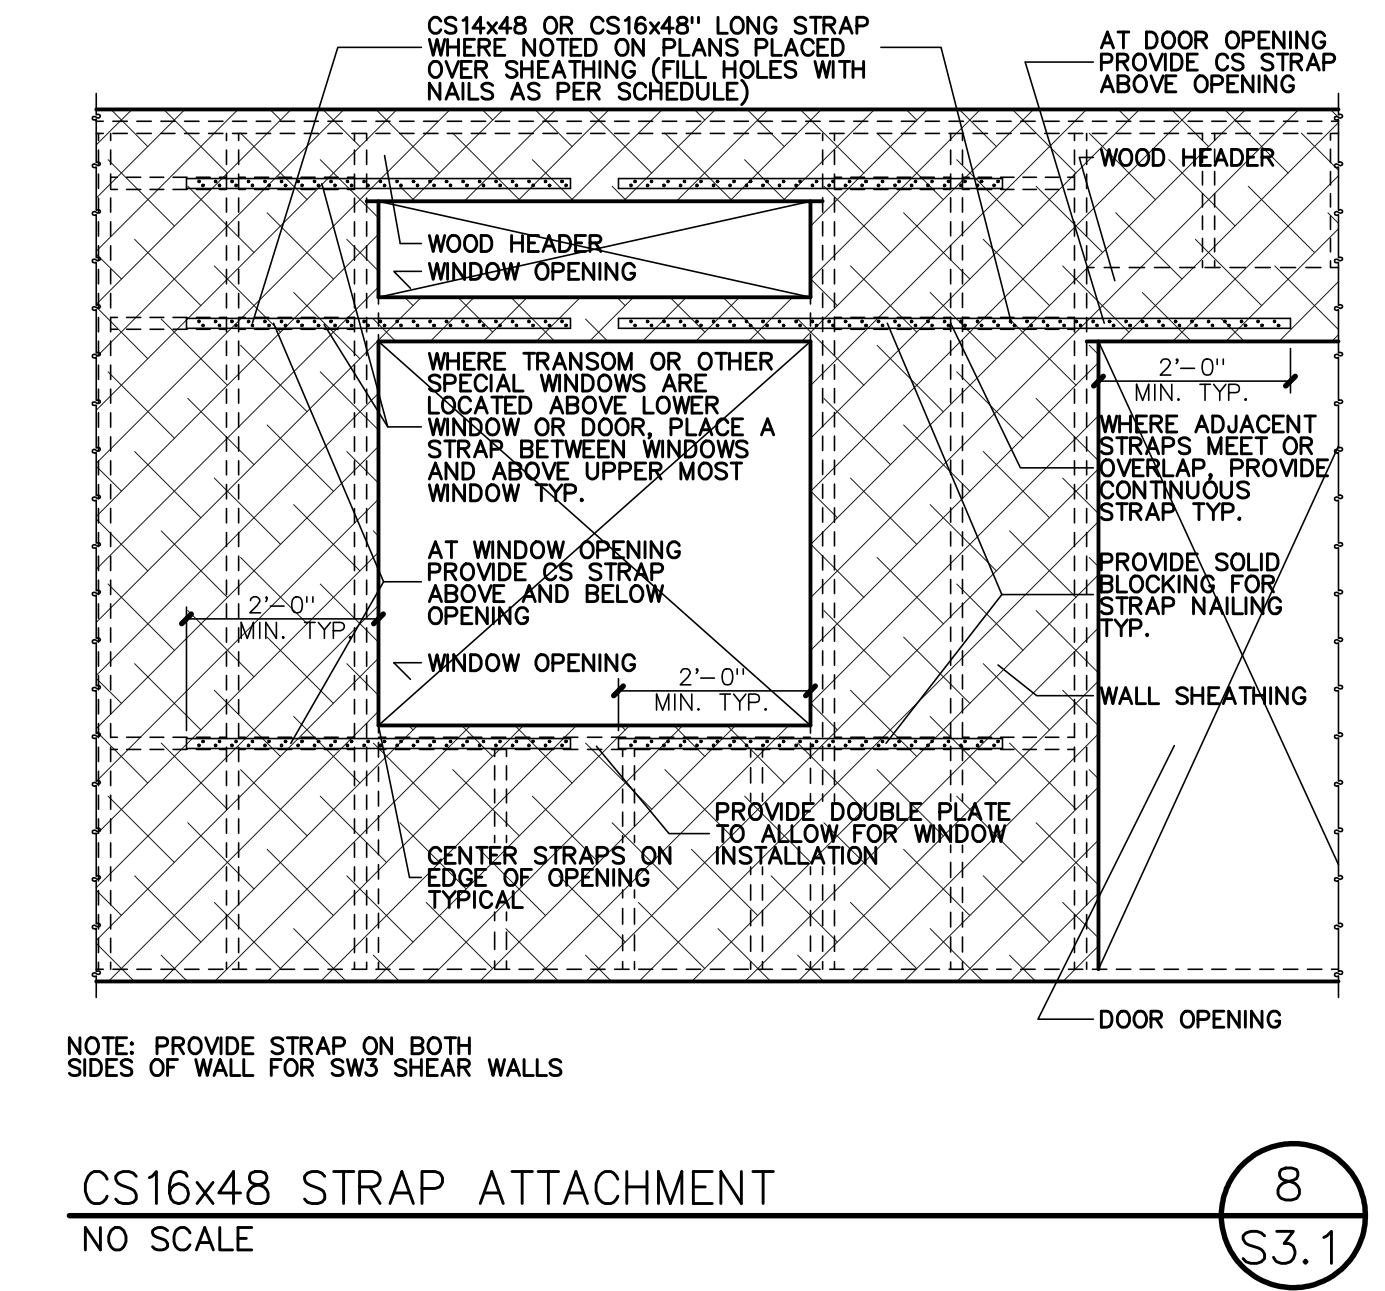 CS14x48 OR CS16x48" LONG STRAP
WHERE NOTED ON PLANS PLACED
OVER SHEATHING (FILL HOLES WITH
NAILS AS PER SCHEDULE)
AT DOOR OPENING
PROVIDE CS STRAP
ABOVE OPENING
WOOD HEADER
WOOD HEADER
WINDOW OPENING
WHERE TRANSOM OR OTHER
SPECIAL WINDOWS ARE
LOCATED ABOVE LOWER
WINDOW OR DOOR, PLACE A
STRAP BETWEEN WINDOWS
AND ABOVE UPPER MOST
WINDOW TYP.
2'-0"
MIN. TYP.
WHERE ADJACENT
STRAPS MEET OR
OVERLAP, PROVIDE
CONTINUOUS
STRAP TYP.
AT WINDOW OPENING
PROVIDE CS STRAP
ABOVE AND BELOW
OPENING
PROVIDE SOLID
BLOCKING FOR
STRAP NAILING
TYP.
2'-0"
MIN. TYP.
WINDOW OPENING
2'-0"
MIN. TYP.
WALL SHEATHING
PROVIDE DOUBLE PLATE
TO ALLOW FOR WINDOW
INSTALLATION
CENTER STRAPS ON
EDGE OF OPENING
TYPICAL
DOOR OPENING
NOTE: PROVIDE STRAP ON BOTH
SIDES OF WALL FOR SW3 SHEAR WALLS
CS16x48 STRAP ATTACHMENT
NO SCALE
8
S3.1